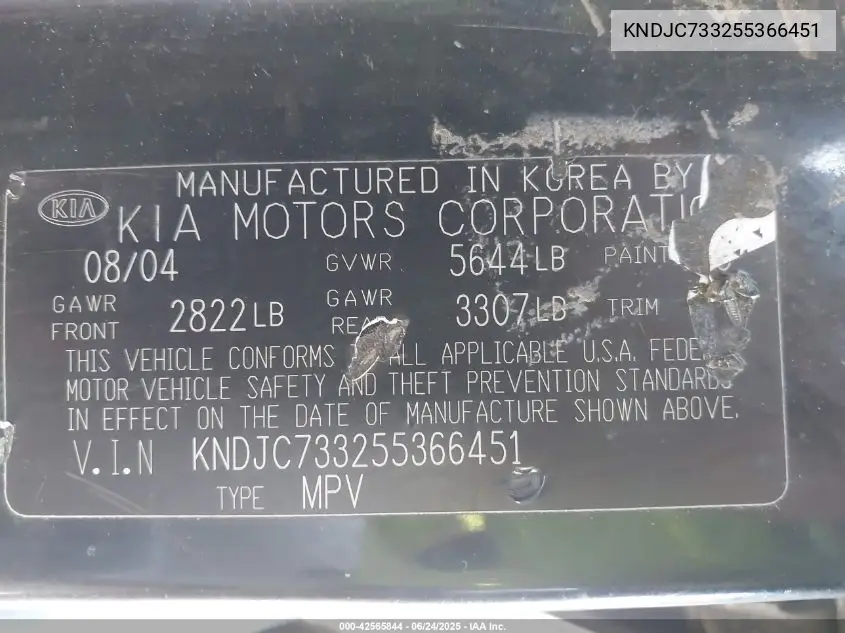 KNDJC733255366451
MANUFACTURED IN KOREA BY
KIA KIA MOTORS
08/04 GVWR 5644LB PAINT
GAWR FRONT 2822LB GAWR 3307LB TRIM
THIS VEHICLE CONFORMS ALL APPLICABLE U.S.A.
MOTOR VEHICLE SAFETY AND THEFT PREVENTION STANDARDS
IN EFFECT ON THE DATE OF MANUFACTURE SHOWN ABOVE.
V.I.N KNDJC733255366451
TYPE MPV
000-42565844 - 06/24/2025 - IAA Inc.